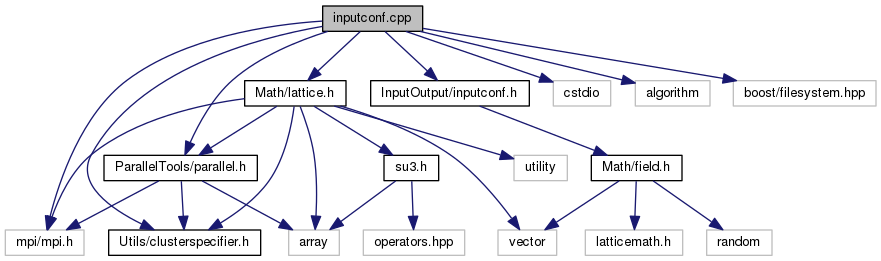 inputconf.cpp
Math/lattice.h
InputOutput/inputconf.h
cstdio
algorithm
boost/filesystem.hpp
ParallelTools/parallel.h
su3.h
utility
Math/field.h
mpi/mpi.h
Utils/clusterspecifier.h
array
operators.hpp
vector
latticemath.h
random